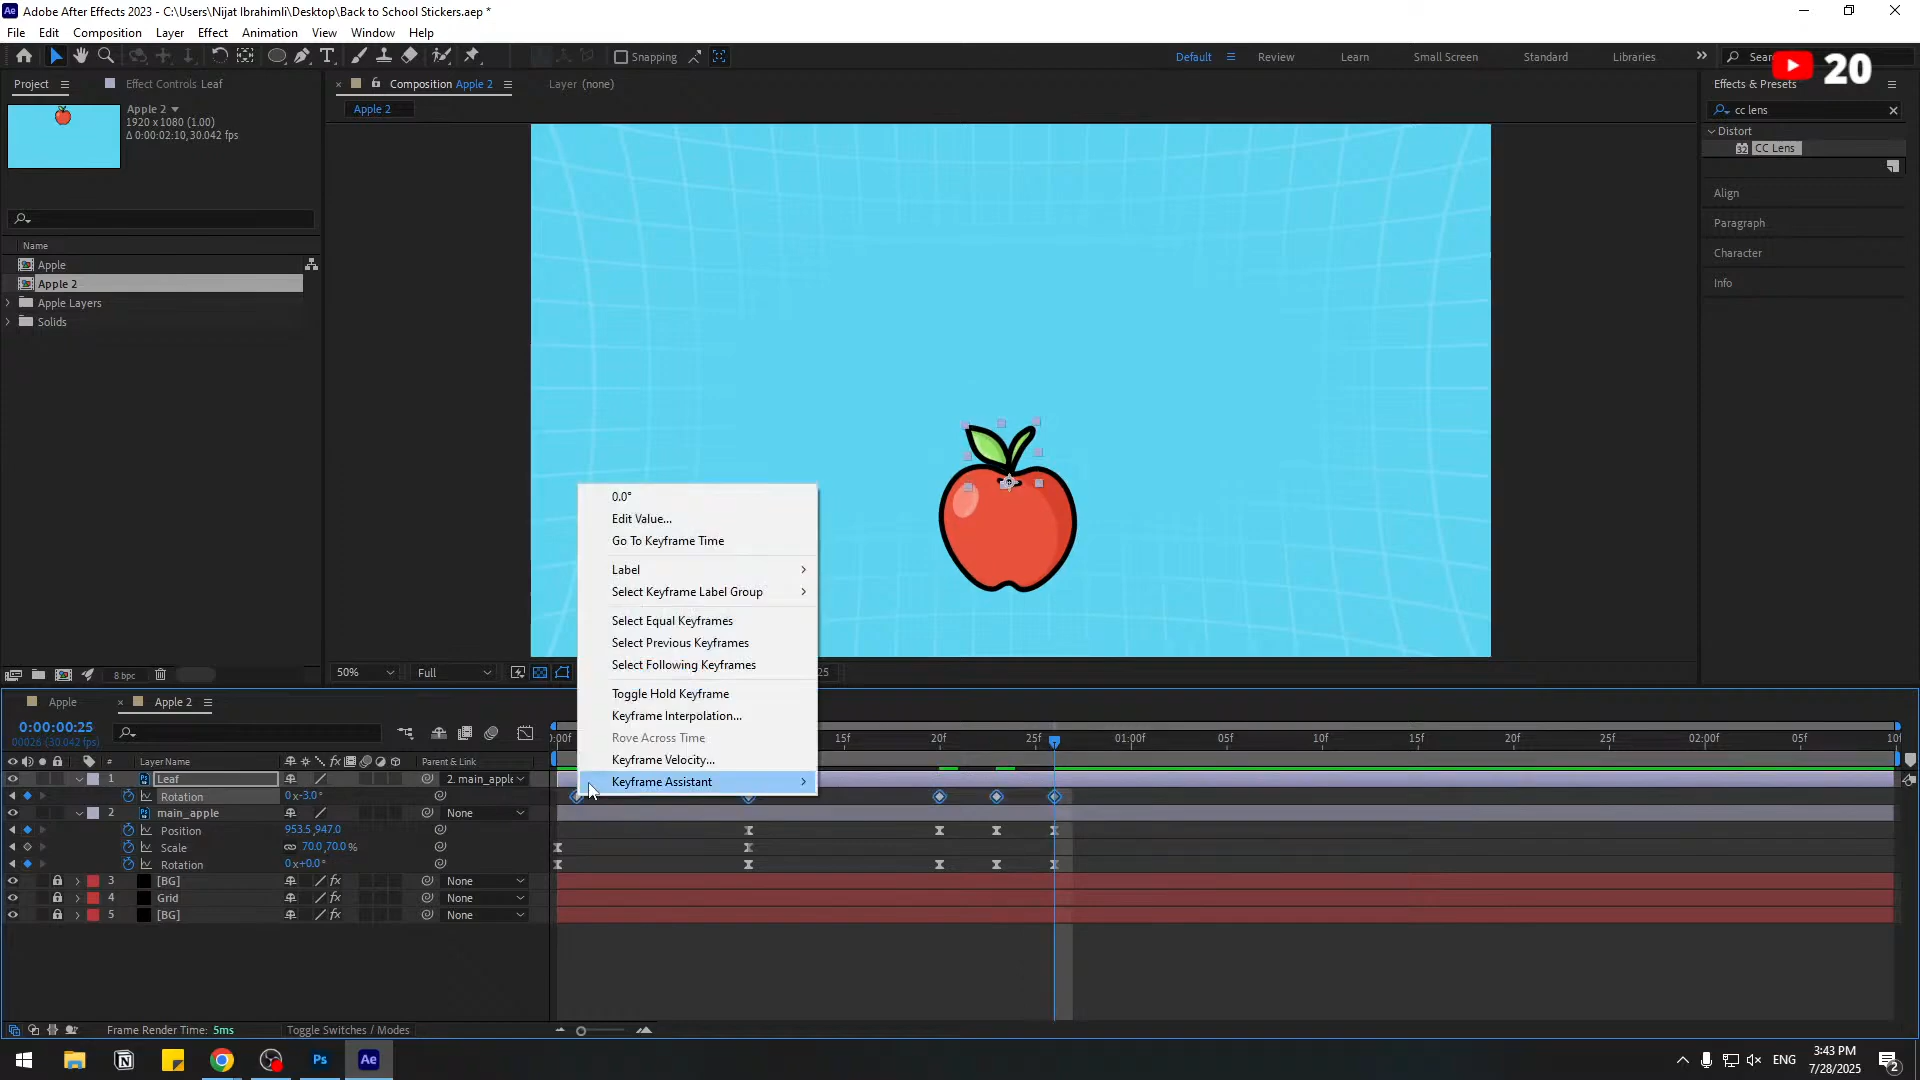 Adobe After Effects 2023 - C:\Users\Nijat Ibrahimli\Desktop\Back to School Stickers.aep *
File Edit Composition Layer Effect Animation View Window Help
Snapping
Default Review Learn Small Screen Standard Libraries
20
Project Effect Controls Leaf
Composition Apple 2 Layer (none)
Effects & Presets
Apple 2
1920 x 1080 (1.00)
Δ 0:00:02:10, 30.042 fps
Apple 2
cc lens
Distort
CC Lens
Align
Paragraph
Character
Info
Name
Apple
Apple 2
Apple Layers
Solids
0.0°
Edit Value...
Go To Keyframe Time
Label
Select Keyframe Label Group
Select Equal Keyframes
Select Previous Keyframes
Select Following Keyframes
Toggle Hold Keyframe
Keyframe Interpolation...
Rove Across Time
Keyframe Velocity...
Keyframe Assistant
8 bpc
50% Full
25
Apple Apple 2
0:00:00:25
00026 (30.042 fps)
:00f 15f 20f 25f 01:00f 05f 10f 15f 20f 25f 02:00f 05f 10f
# Layer Name Parent & Link
1 Leaf 2. main_apple
Rotation 0x-3.0°
2 main_apple None
Position 953.5,947.0
Scale 70.0,70.0%
Rotation 0x+0.0°
3 [BG] None
4 Grid None
5 [BG] None
Frame Render Time: 5ms Toggle Switches / Modes
Ps Ae
ENG
3:43 PM
7/28/2025
2